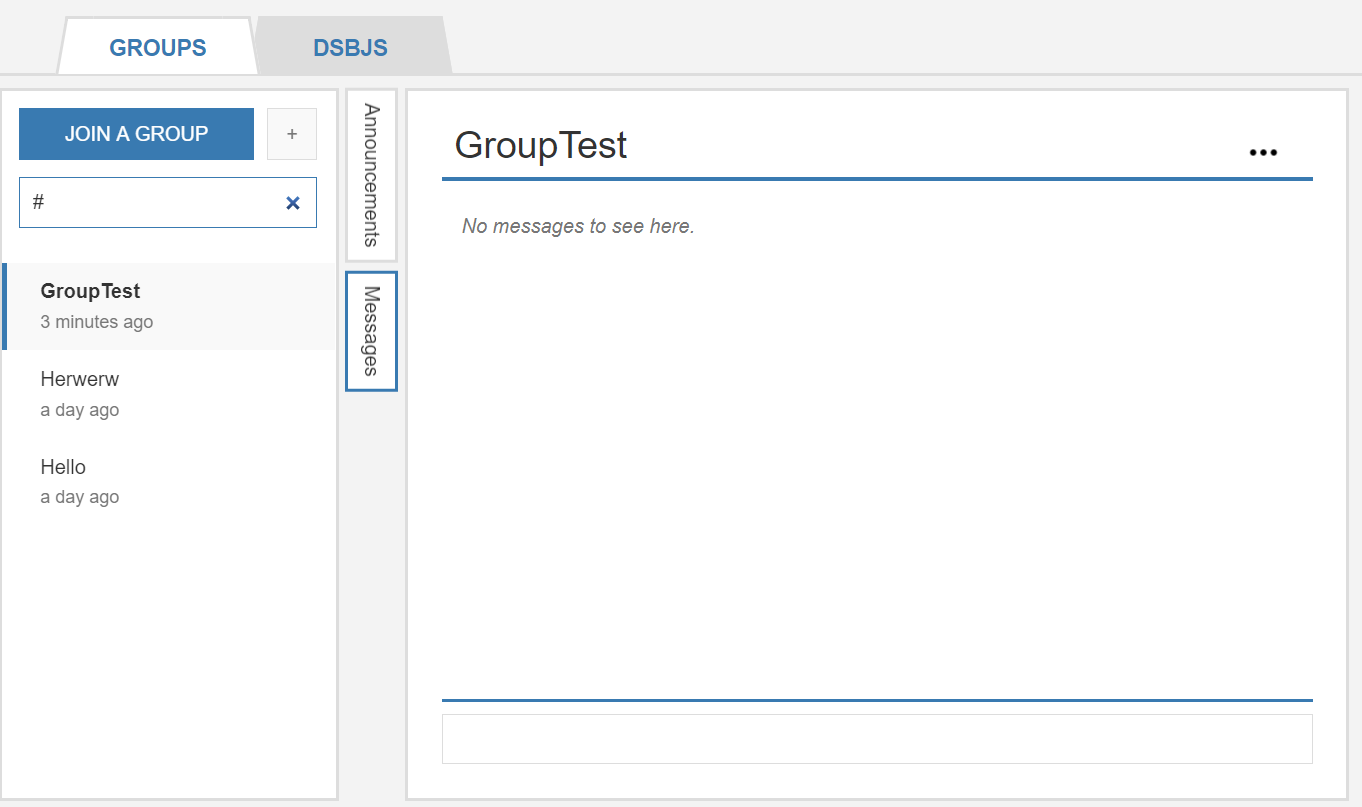 GROUPS
DSBJS
JOIN A GROUP
+
#
GroupTest
3 minutes ago
Herwerw
a day ago
Hello
a day ago
Announcements
Messages
GroupTest
No messages to see here.